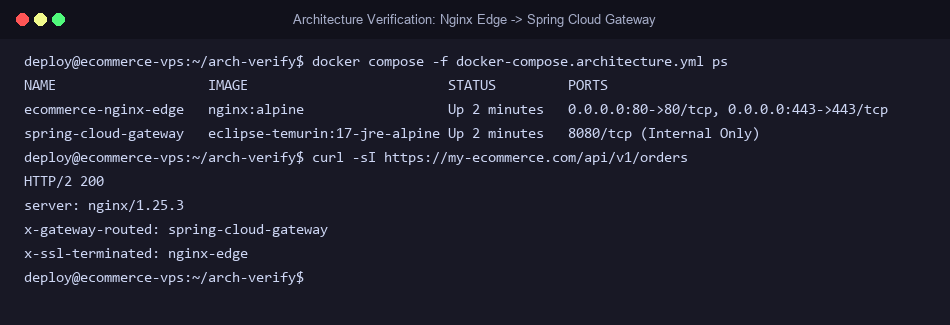 Architecture Verification: Nginx Edge -> Spring Cloud Gateway
deploy@ecommerce-vps:~/arch-verify$ docker compose -f docker-compose.architecture.yml ps
NAME                   IMAGE                        STATUS         PORTS
ecommerce-nginx-edge   nginx:alpine                 Up 2 minutes   0.0.0.0:80->80/tcp, 0.0.0.0:443->443/tcp
spring-cloud-gateway   eclipse-temurin:17-jre-alpine Up 2 minutes   8080/tcp (Internal Only)
deploy@ecommerce-vps:~/arch-verify$ curl -sI https://my-ecommerce.com/api/v1/orders
HTTP/2 200
server: nginx/1.25.3
x-gateway-routed: spring-cloud-gateway
x-ssl-terminated: nginx-edge
deploy@ecommerce-vps:~/arch-verify$